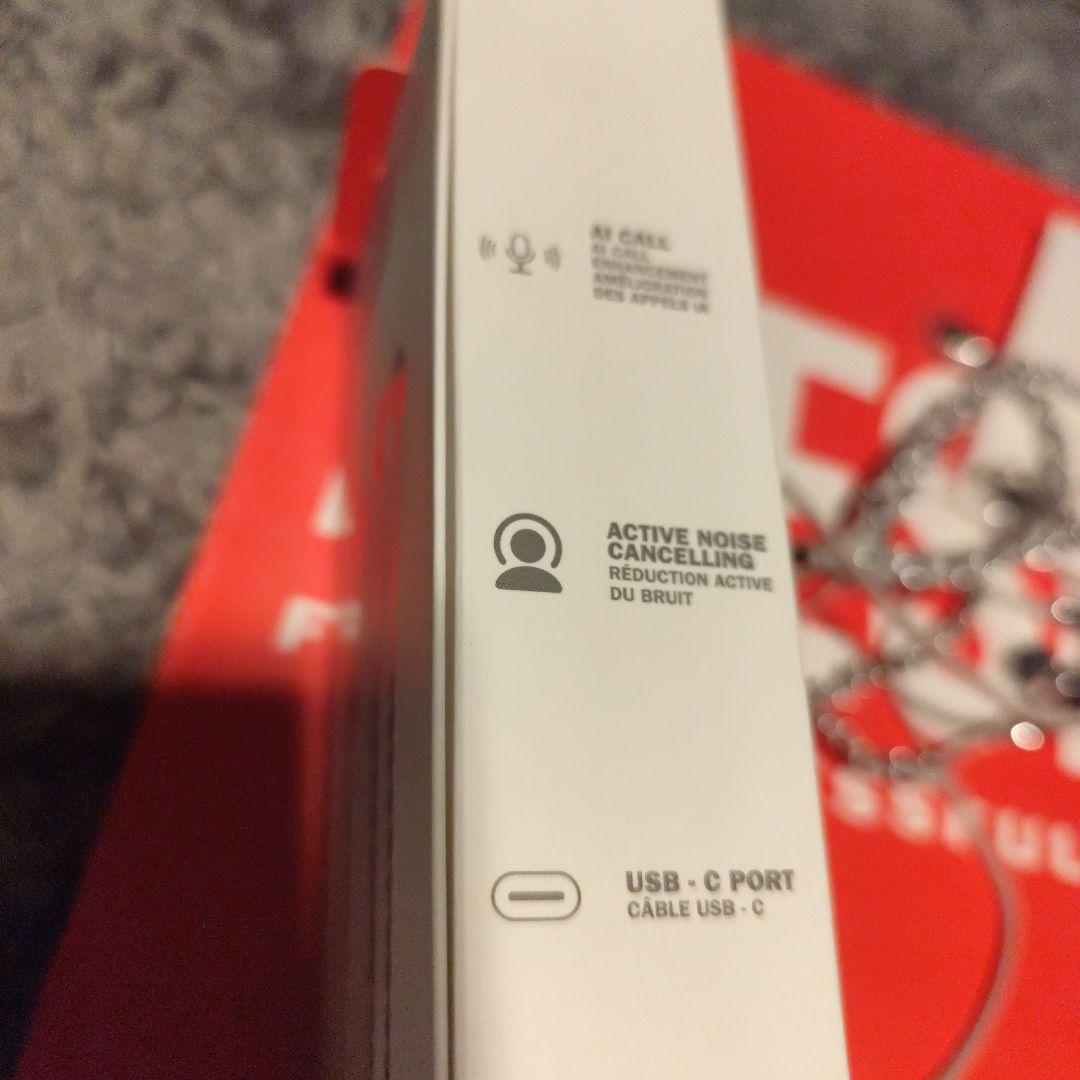 AI CALL
AI CALL
ENHANCEMENT
AMÉLIORATION
DES APPELS IA
ACTIVE NOISE
CANCELLING
RÉDUCTION ACTIVE
DU BRUIT
USB - C PORT
CÂBLE USB - C